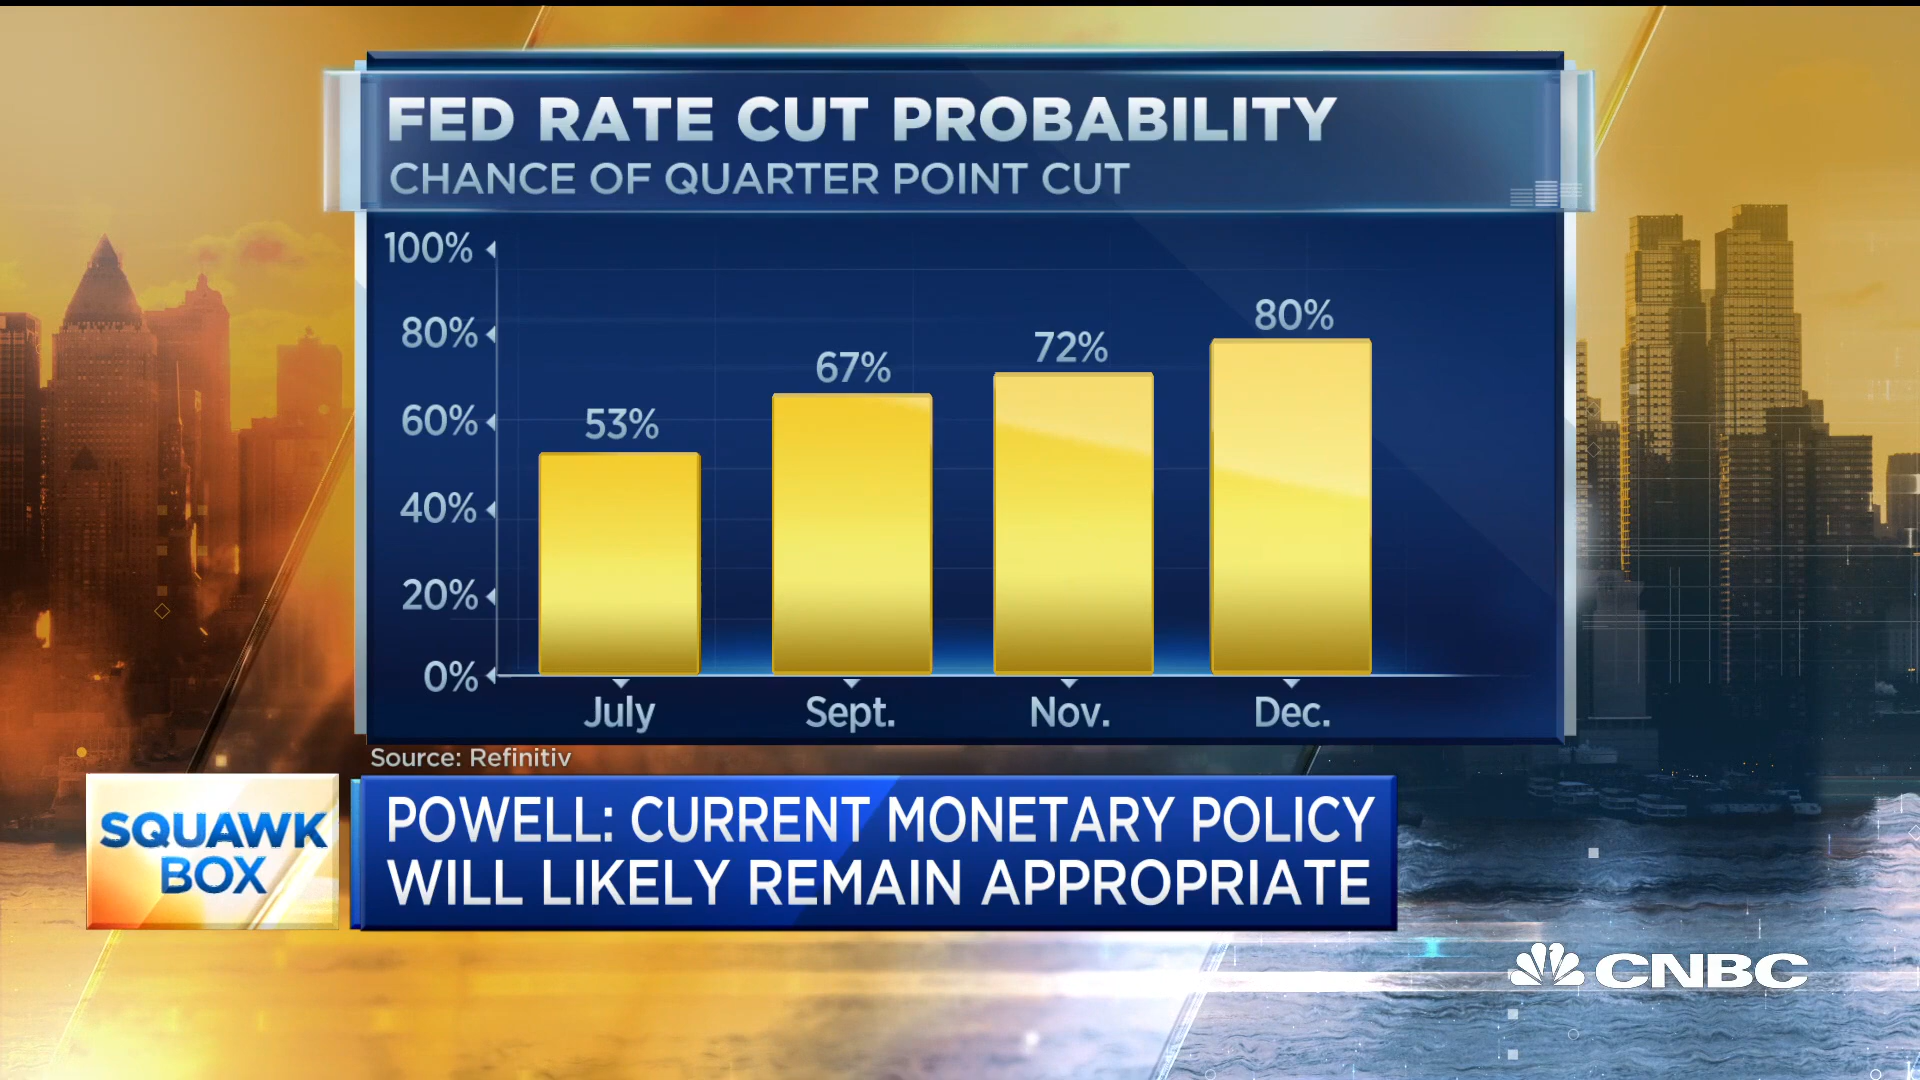 FED RATE CUT PROBABILITY
CHANCE OF QUARTER POINT CUT
100%
80%
60%
40%
20%
0%
53%
67%
72%
80%
July
Sept.
Nov.
Dec.
Source: Refinitiv
SQUAWK
BOX
POWELL: CURRENT MONETARY POLICY
WILL LIKELY REMAIN APPROPRIATE
CNBC